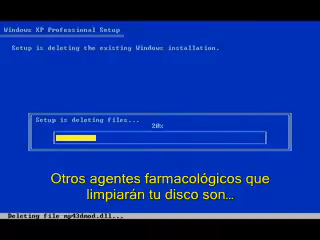 Windows XP Professional Setup
Setup is deleting the existing Windows installation.
Setup is deleting files...
20%
Otros agentes farmacológicos que
limpiarán tu disco son...
Deleting file mp43dmod.dll...